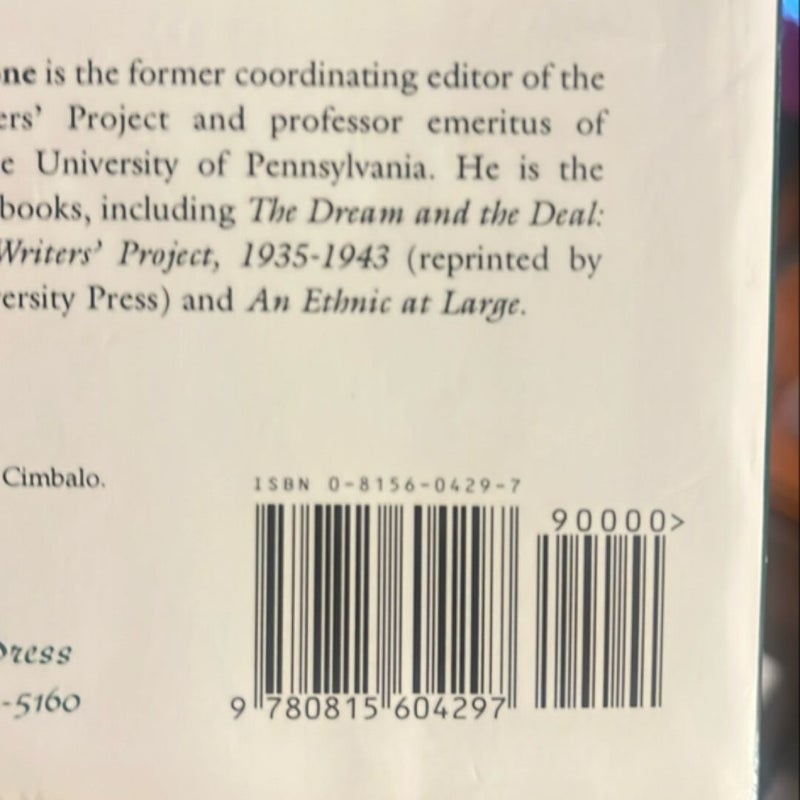 ne is the former coordinating editor of the
ers' Project and professor emeritus of
e University of Pennsylvania. He is the
books, including The Dream and the Deal:
Writers' Project, 1935-1943 (reprinted by
ersity Press) and An Ethnic at Large.
Cimbalo.
ISBN 0-8156-0429-7
90000>
ress
-5160
9 780815 604297